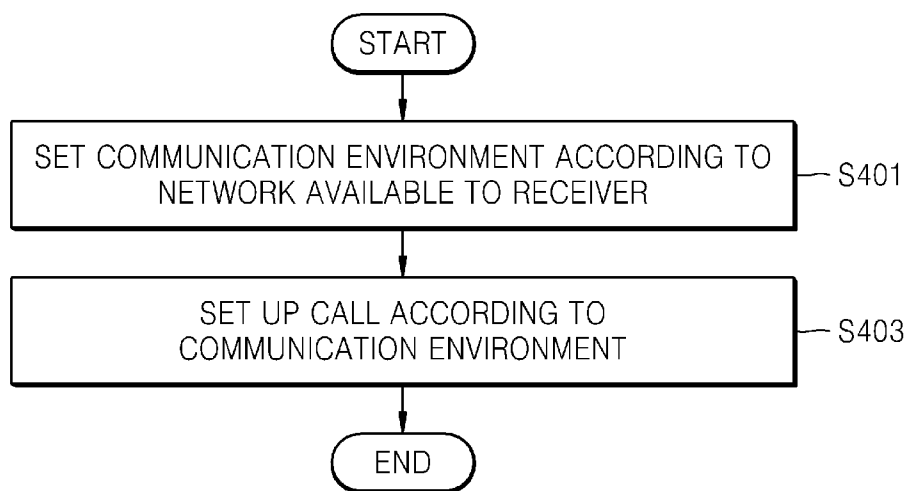 START
SET COMMUNICATION ENVIRONMENT ACCORDING TO
NETWORK AVAILABLE TO RECEIVER
S401
SET UP CALL ACCORDING TO
COMMUNICATION ENVIRONMENT
S403
END